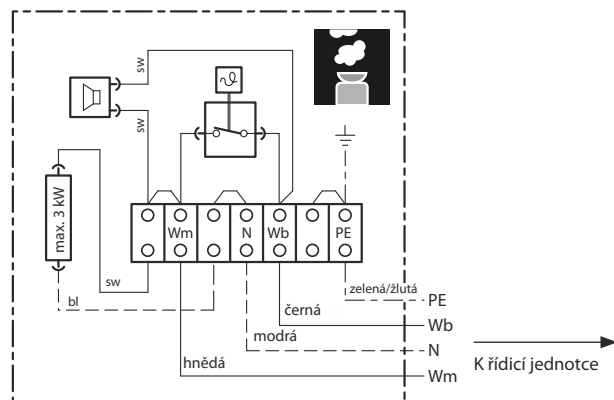 sw
sw
max. 3 kW
Wm
N
Wb
PE
sw
bl
zelená/žlutá
PE
černá
Wb
modrá
N
hnědá
Wm
K řídicí jednotce